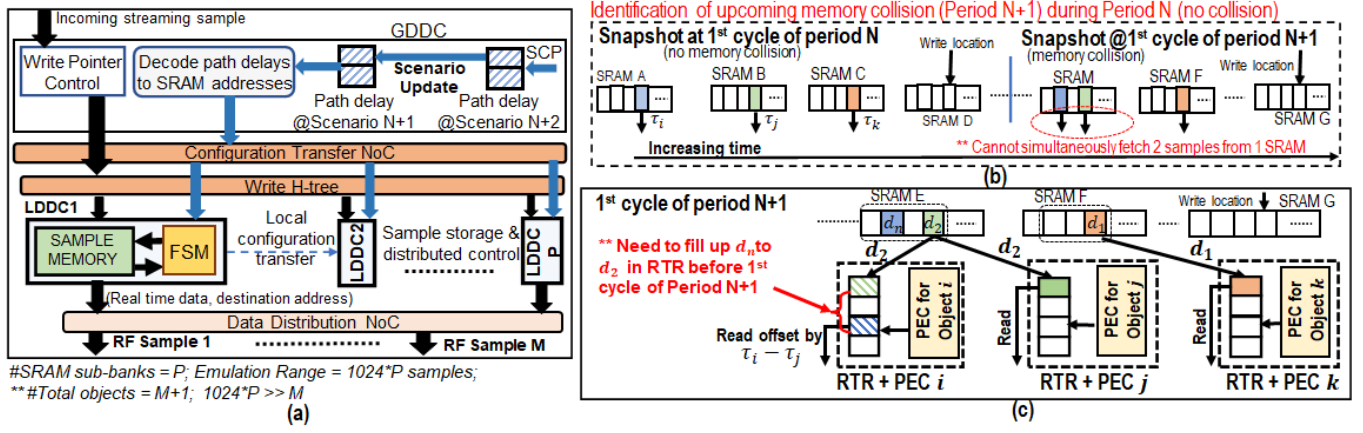 Incoming streaming sample
GDDC
Write Pointer
Control
Decode path delays
to SRAM addresses
Scenario
Update
SCP
Path delay
@Scenario N+1
Path delay
@Scenario N+2
Configuration Transfer NoC
Write H-tree
LDDC1
SAMPLE
MEMORY
FSM
Local
configuration
transfer
LDDC2
Sample storage &
distributed control
LDDC
P
(Real time data, destination address)
Data Distribution NoC
RF Sample 1
RF Sample M
#SRAM sub-banks = P; Emulation Range = 1024*P samples;
** #Total objects = M+1; 1024*P >> M
(a)
Identification of upcoming memory collision (Period N+1) during Period N (no collision)
Snapshot at 1st cycle of period N
(no memory collision)
Write location
Snapshot @1st cycle of period N+1
(memory collision)
Write location
SRAM A
SRAM B
SRAM C
SRAM D
SRAM
SRAM F
SRAM G
τi
τj
τk
Increasing time
** Cannot simultaneously fetch 2 samples from 1 SRAM
(b)
1st cycle of period N+1
SRAM E
SRAM F
Write location
SRAM G
dn
d2
d1
** Need to fill up dn to
d2 in RTR before 1st
cycle of Period N+1
d2
d2
d1
Read offset by
τi − τj
PEC for
Object i
Read
PEC for
Object j
Read
PEC for
Object k
RTR + PEC i
RTR + PEC j
RTR + PEC k
(c)